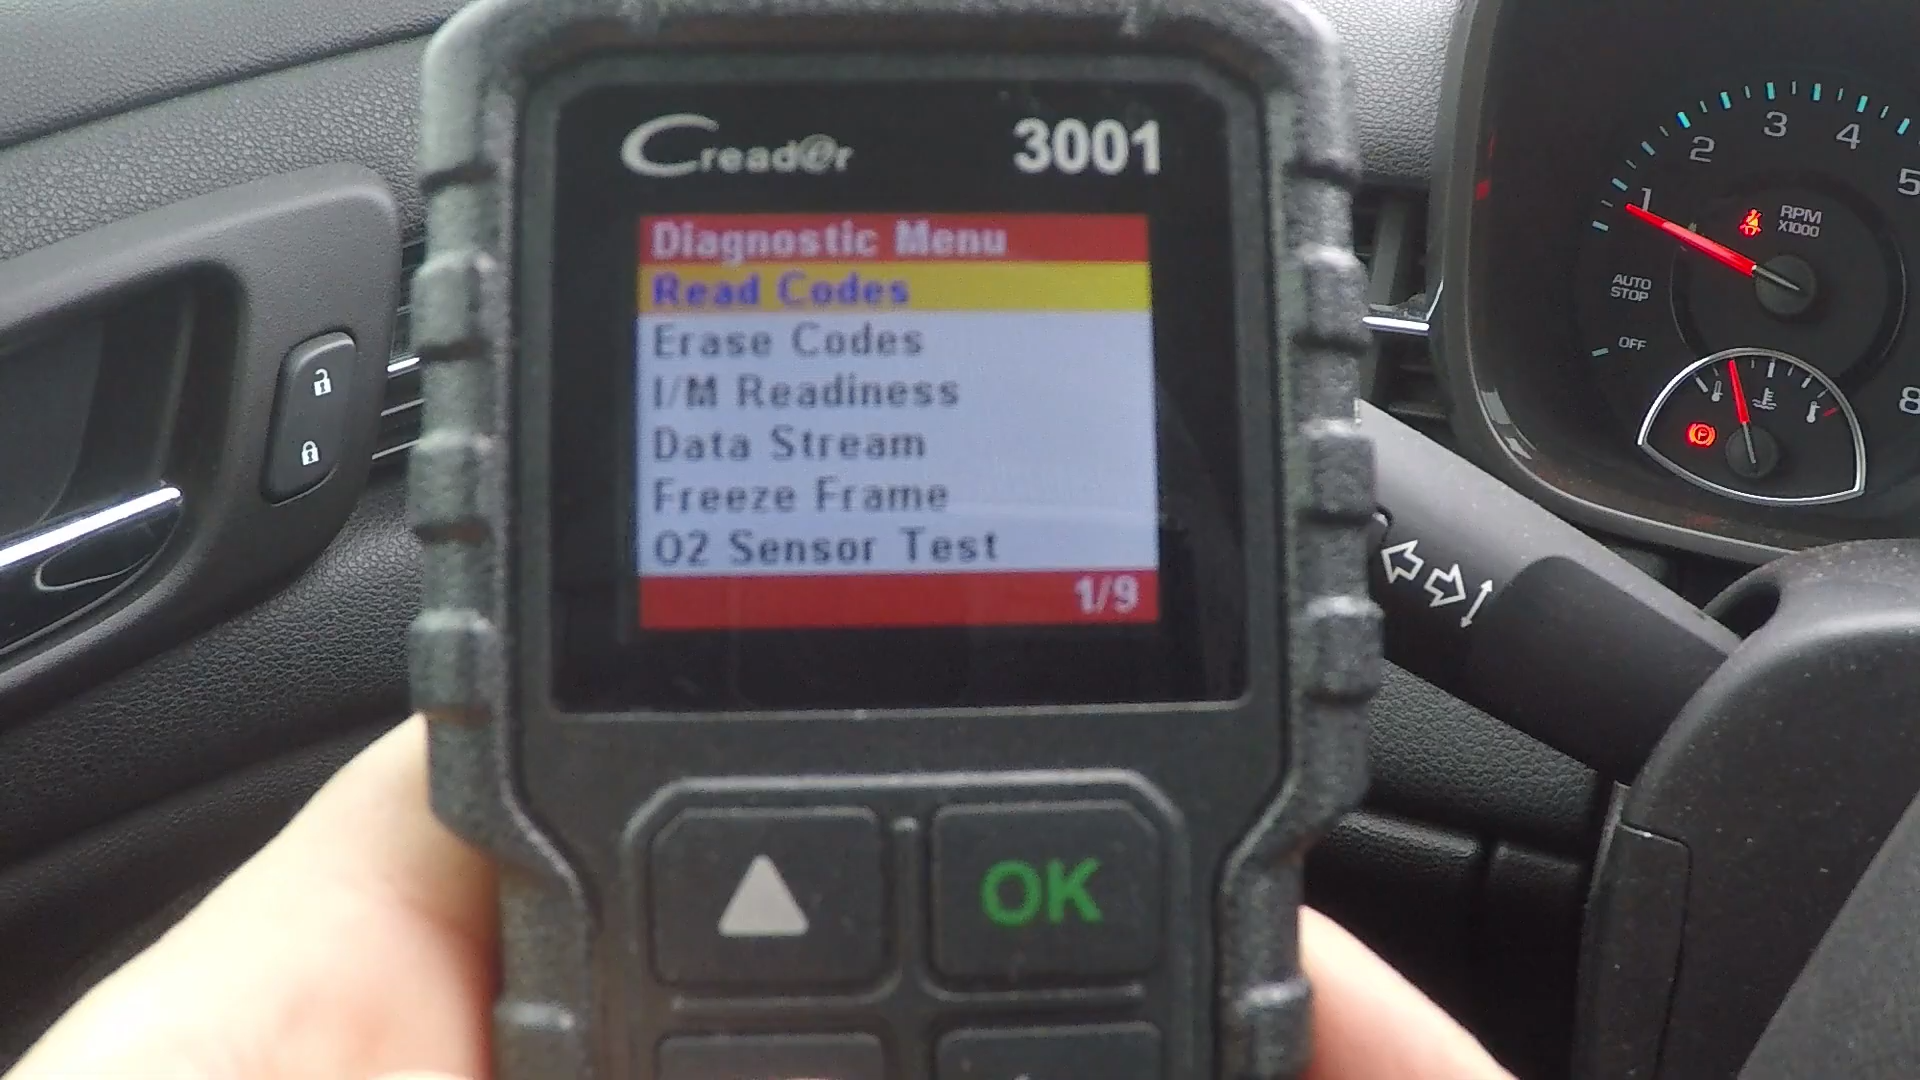 Creader 3001
Diagnostic Menu
Read Codes
Erase Codes
I/M Readiness
Data Stream
Freeze Frame
O2 Sensor Test
1/9
OK
1
2
3
4
5
8
RPM
X1000
AUTO
STOP
OFF
P